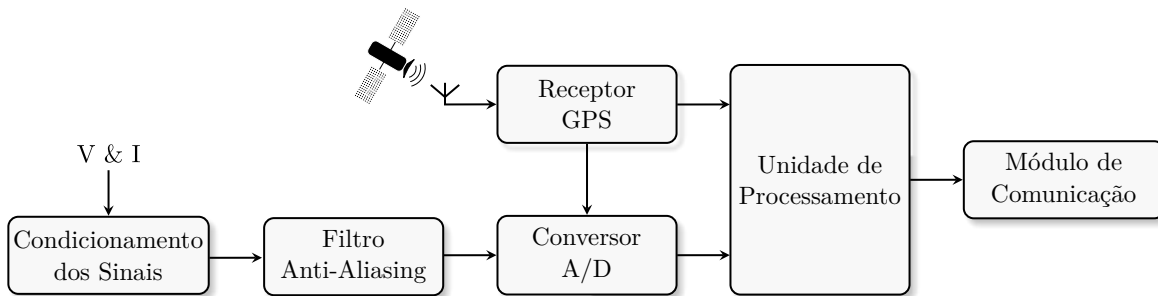 Receptor
GPS
V & I
Unidade de
Processamento
Módulo de
Comunicação
Condicionamento
dos Sinais
Filtro
Anti-Aliasing
Conversor
A/D